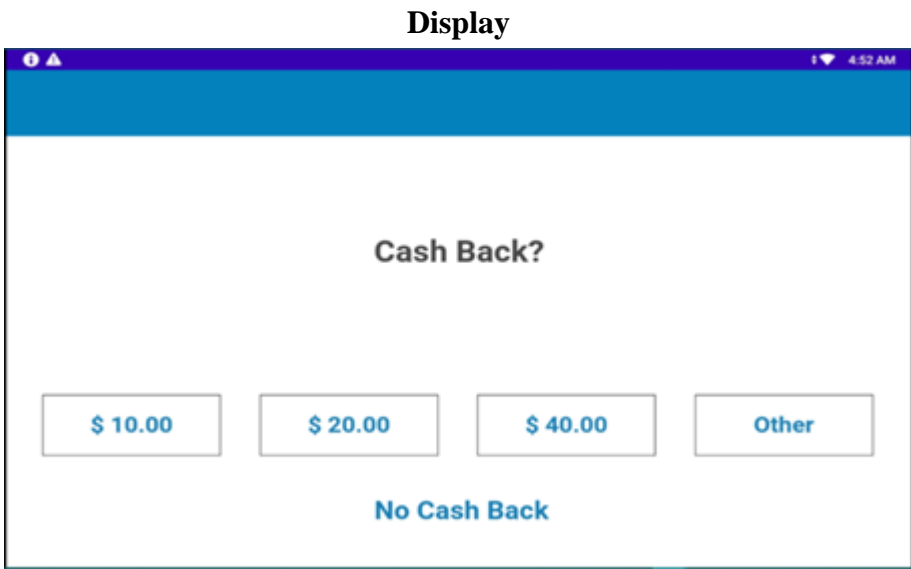 Display
4:52 AM
Cash Back?
$ 10.00 $ 20.00 $ 40.00 Other
No Cash Back